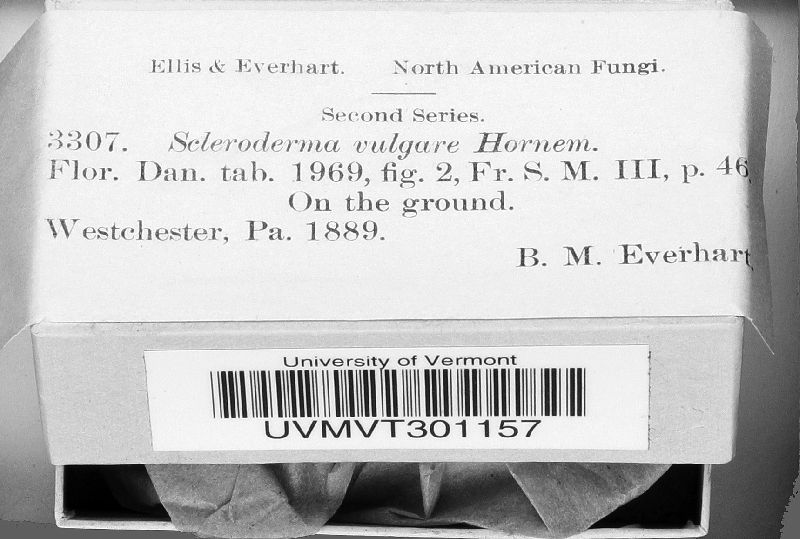 Ellis & Everhart. North American Fungi.
Second Series.
3307. Scleroderma vulgare Hornem.
Flor. Dan. tab. 1969, fig. 2, Fr. S. M. III, p. 46
On the ground.
Westchester, Pa. 1889.
B. M. Everhart
University of Vermont
UVMVT301157